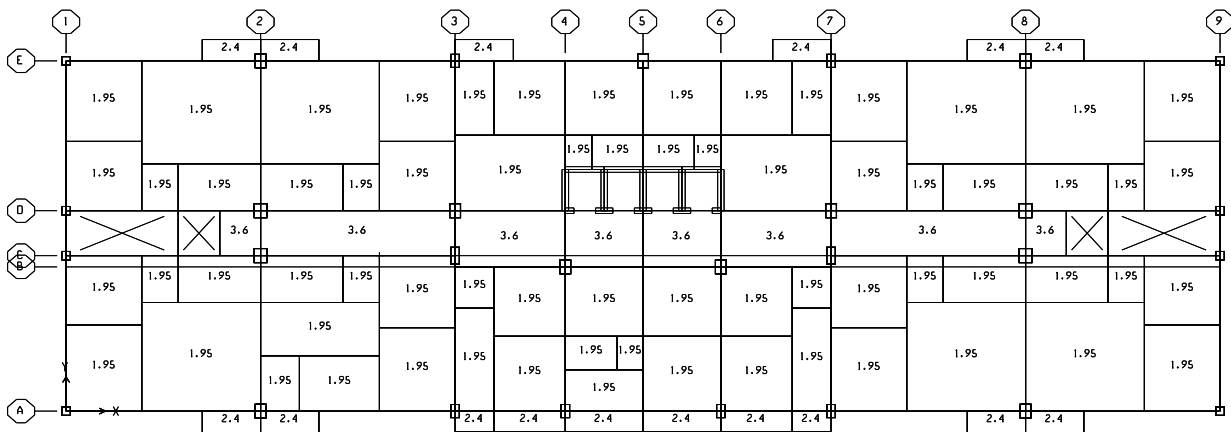 1 2 3 4 5 6 7 8 9
2.4 2.4 2.4 2.4 2.4 2.4
E
1.95 1.95 1.95 1.95 1.95 1.95 1.95 1.95 1.95 1.95 1.95 1.95 1.95 1.95
1.95 1.95 1.95 1.95
1.95 1.95 1.95 1.95 1.95 1.95 1.95 1.95 1.95 1.95 1.95 1.95 1.95 1.95
D
3.6 3.6 3.6 3.6 3.6 3.6 3.6 3.6
C
B
1.95 1.95 1.95 1.95 1.95 1.95 1.95 1.95 1.95 1.95 1.95 1.95 1.95 1.95 1.95 1.95 1.95 1.95
1.95
1.95 1.95 1.95 1.95 1.95 1.95 1.95 1.95 1.95 1.95 1.95 1.95 1.95
1.95 1.95 1.95
Y
X
A
2.4 2.4 2.4 2.4 2.4 2.4 2.4 2.4 2.4 2.4